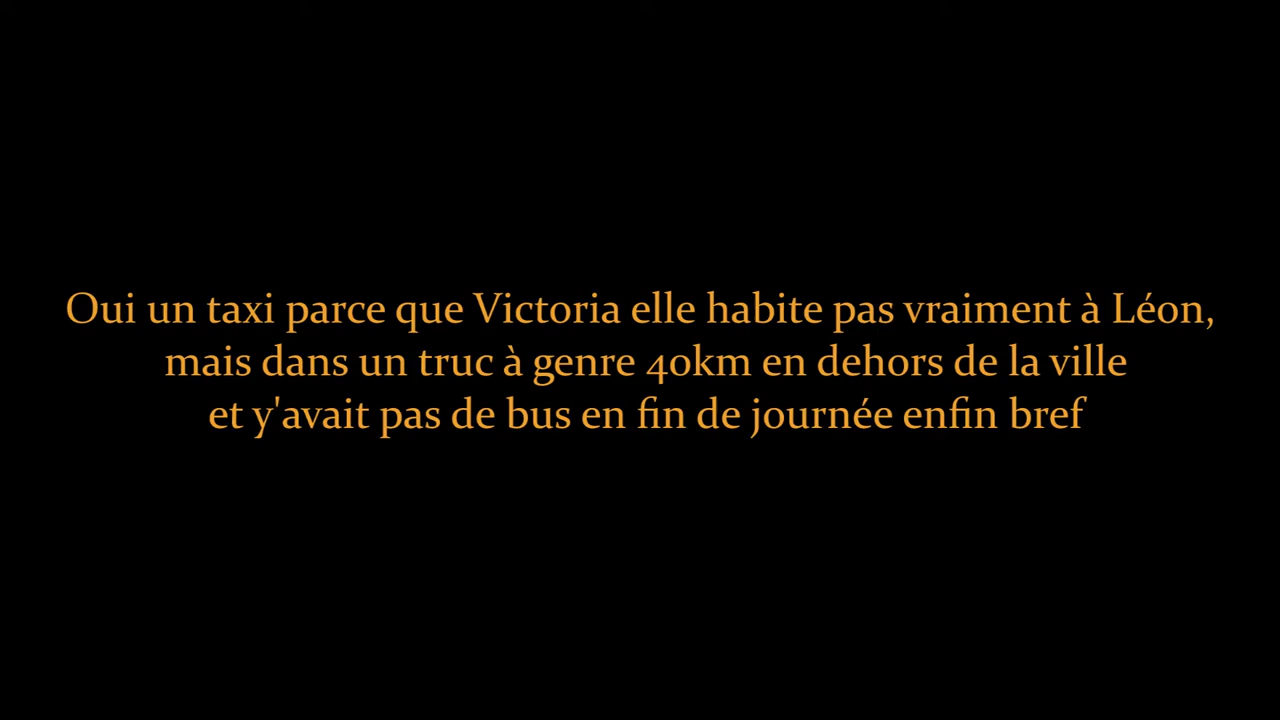 Oui un taxi parce que Victoria elle habite pas vraiment à Léon,
mais dans un truc à genre 40km en dehors de la ville
et y'avait pas de bus en fin de journée enfin bref